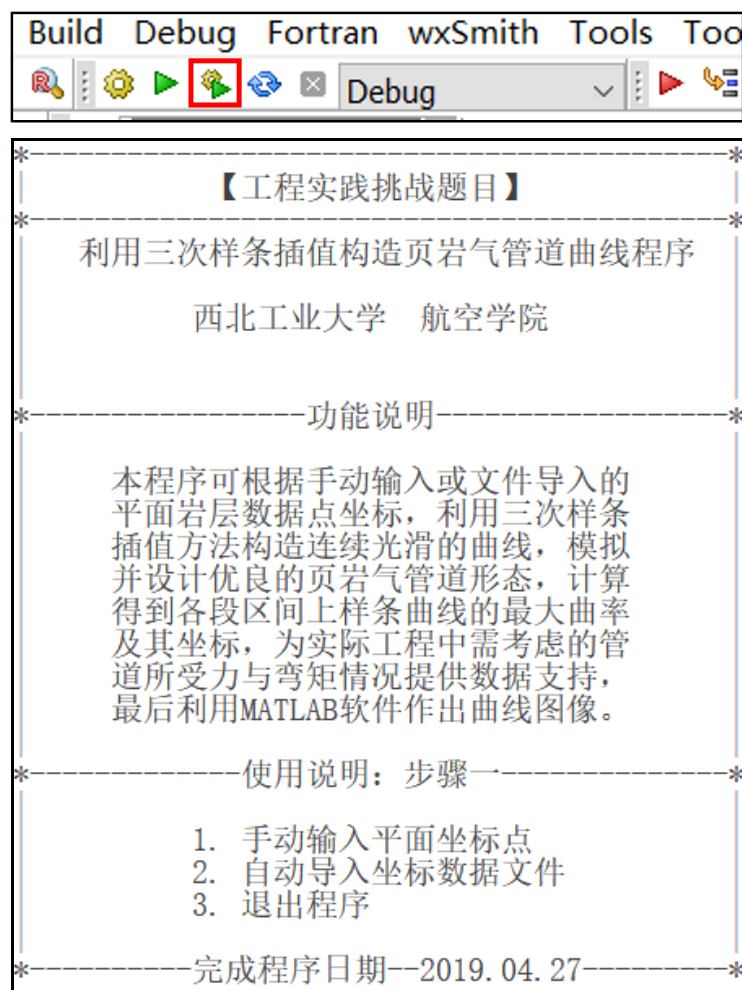 Build Debug Fortran wxSmith Tools Too
Debug
【工程实践挑战题目】
利用三次样条插值构造页岩气管道曲线程序
西北工业大学 航空学院
功能说明
本程序可根据手动输入或文件导入的
平面岩层数据点坐标，利用三次样条
插值方法构造连续光滑的曲线，模拟
并设计优良的页岩气管道形态，计算
得到各段区间上样条曲线的最大曲率
及其坐标，为实际工程中需考虑的管
道所受力与弯矩情况提供数据支持，
最后利用MATLAB软件作出曲线图像。
使用说明：步骤一
1. 手动输入平面坐标点
2. 自动导入坐标数据文件
3. 退出程序
完成程序日期--2019.04.27